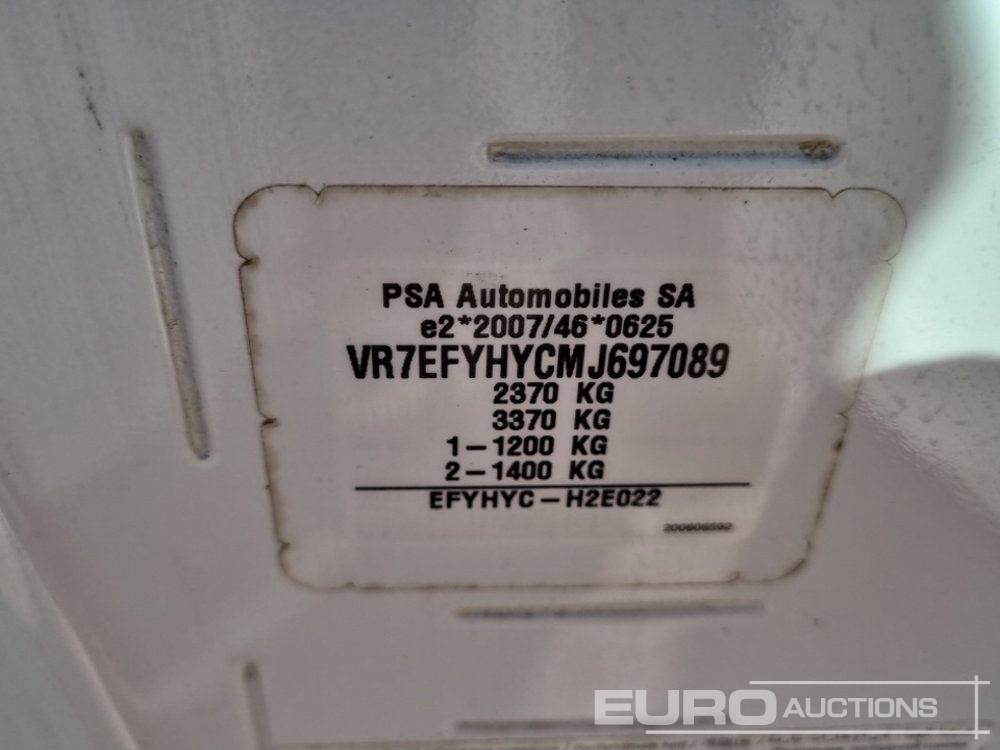 PSA Automobiles SA
e2*2007/46*0625
VR7EFYHYCMJ697089
2370 KG
3370 KG
1-1200 KG
2-1400 KG
EFYHYC-H2E022
EURO AUCTIONS